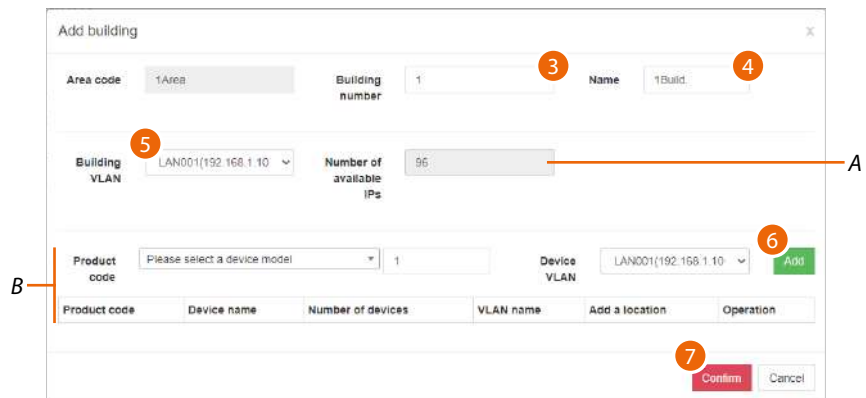 Add building
X
Area code
1Area
Building
number
1
3
Name
1Build.
4
5
Building
VLAN
LAN001(192.168.1.10
Number of
available
IPs
96
A
B
Product
code
Please select a device model
1
Device
VLAN
LAN001(192.168.1.10
6
Add
Product code Device name Number of devices VLAN name Add a location Operation
7
Confirm Cancel